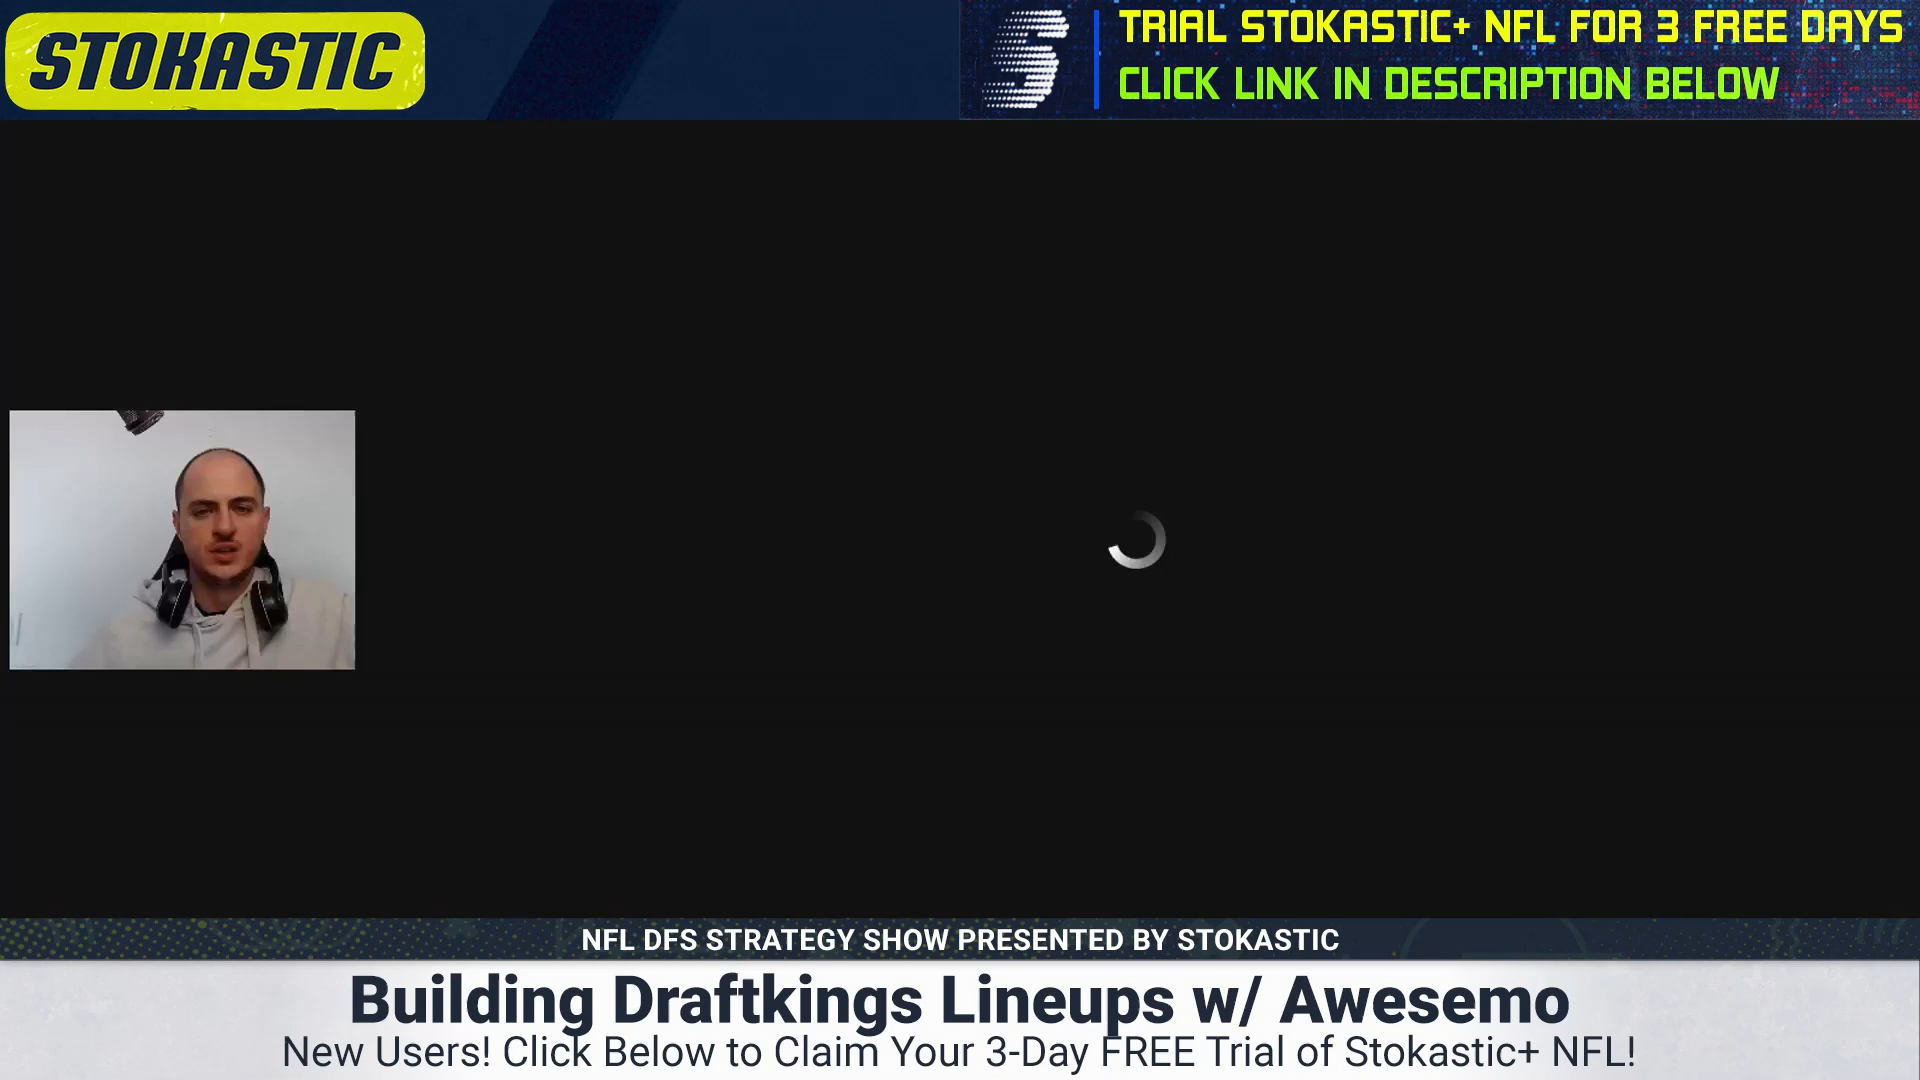 STOKASTIC
TRIAL STOKASTIC+ NFL FOR 3 FREE DAYS
CLICK LINK IN DESCRIPTION BELOW
NFL DFS STRATEGY SHOW PRESENTED BY STOKASTIC
Building Draftkings Lineups w/ Awesemo
New Users! Click Below to Claim Your 3-Day FREE Trial of Stokastic+ NFL!